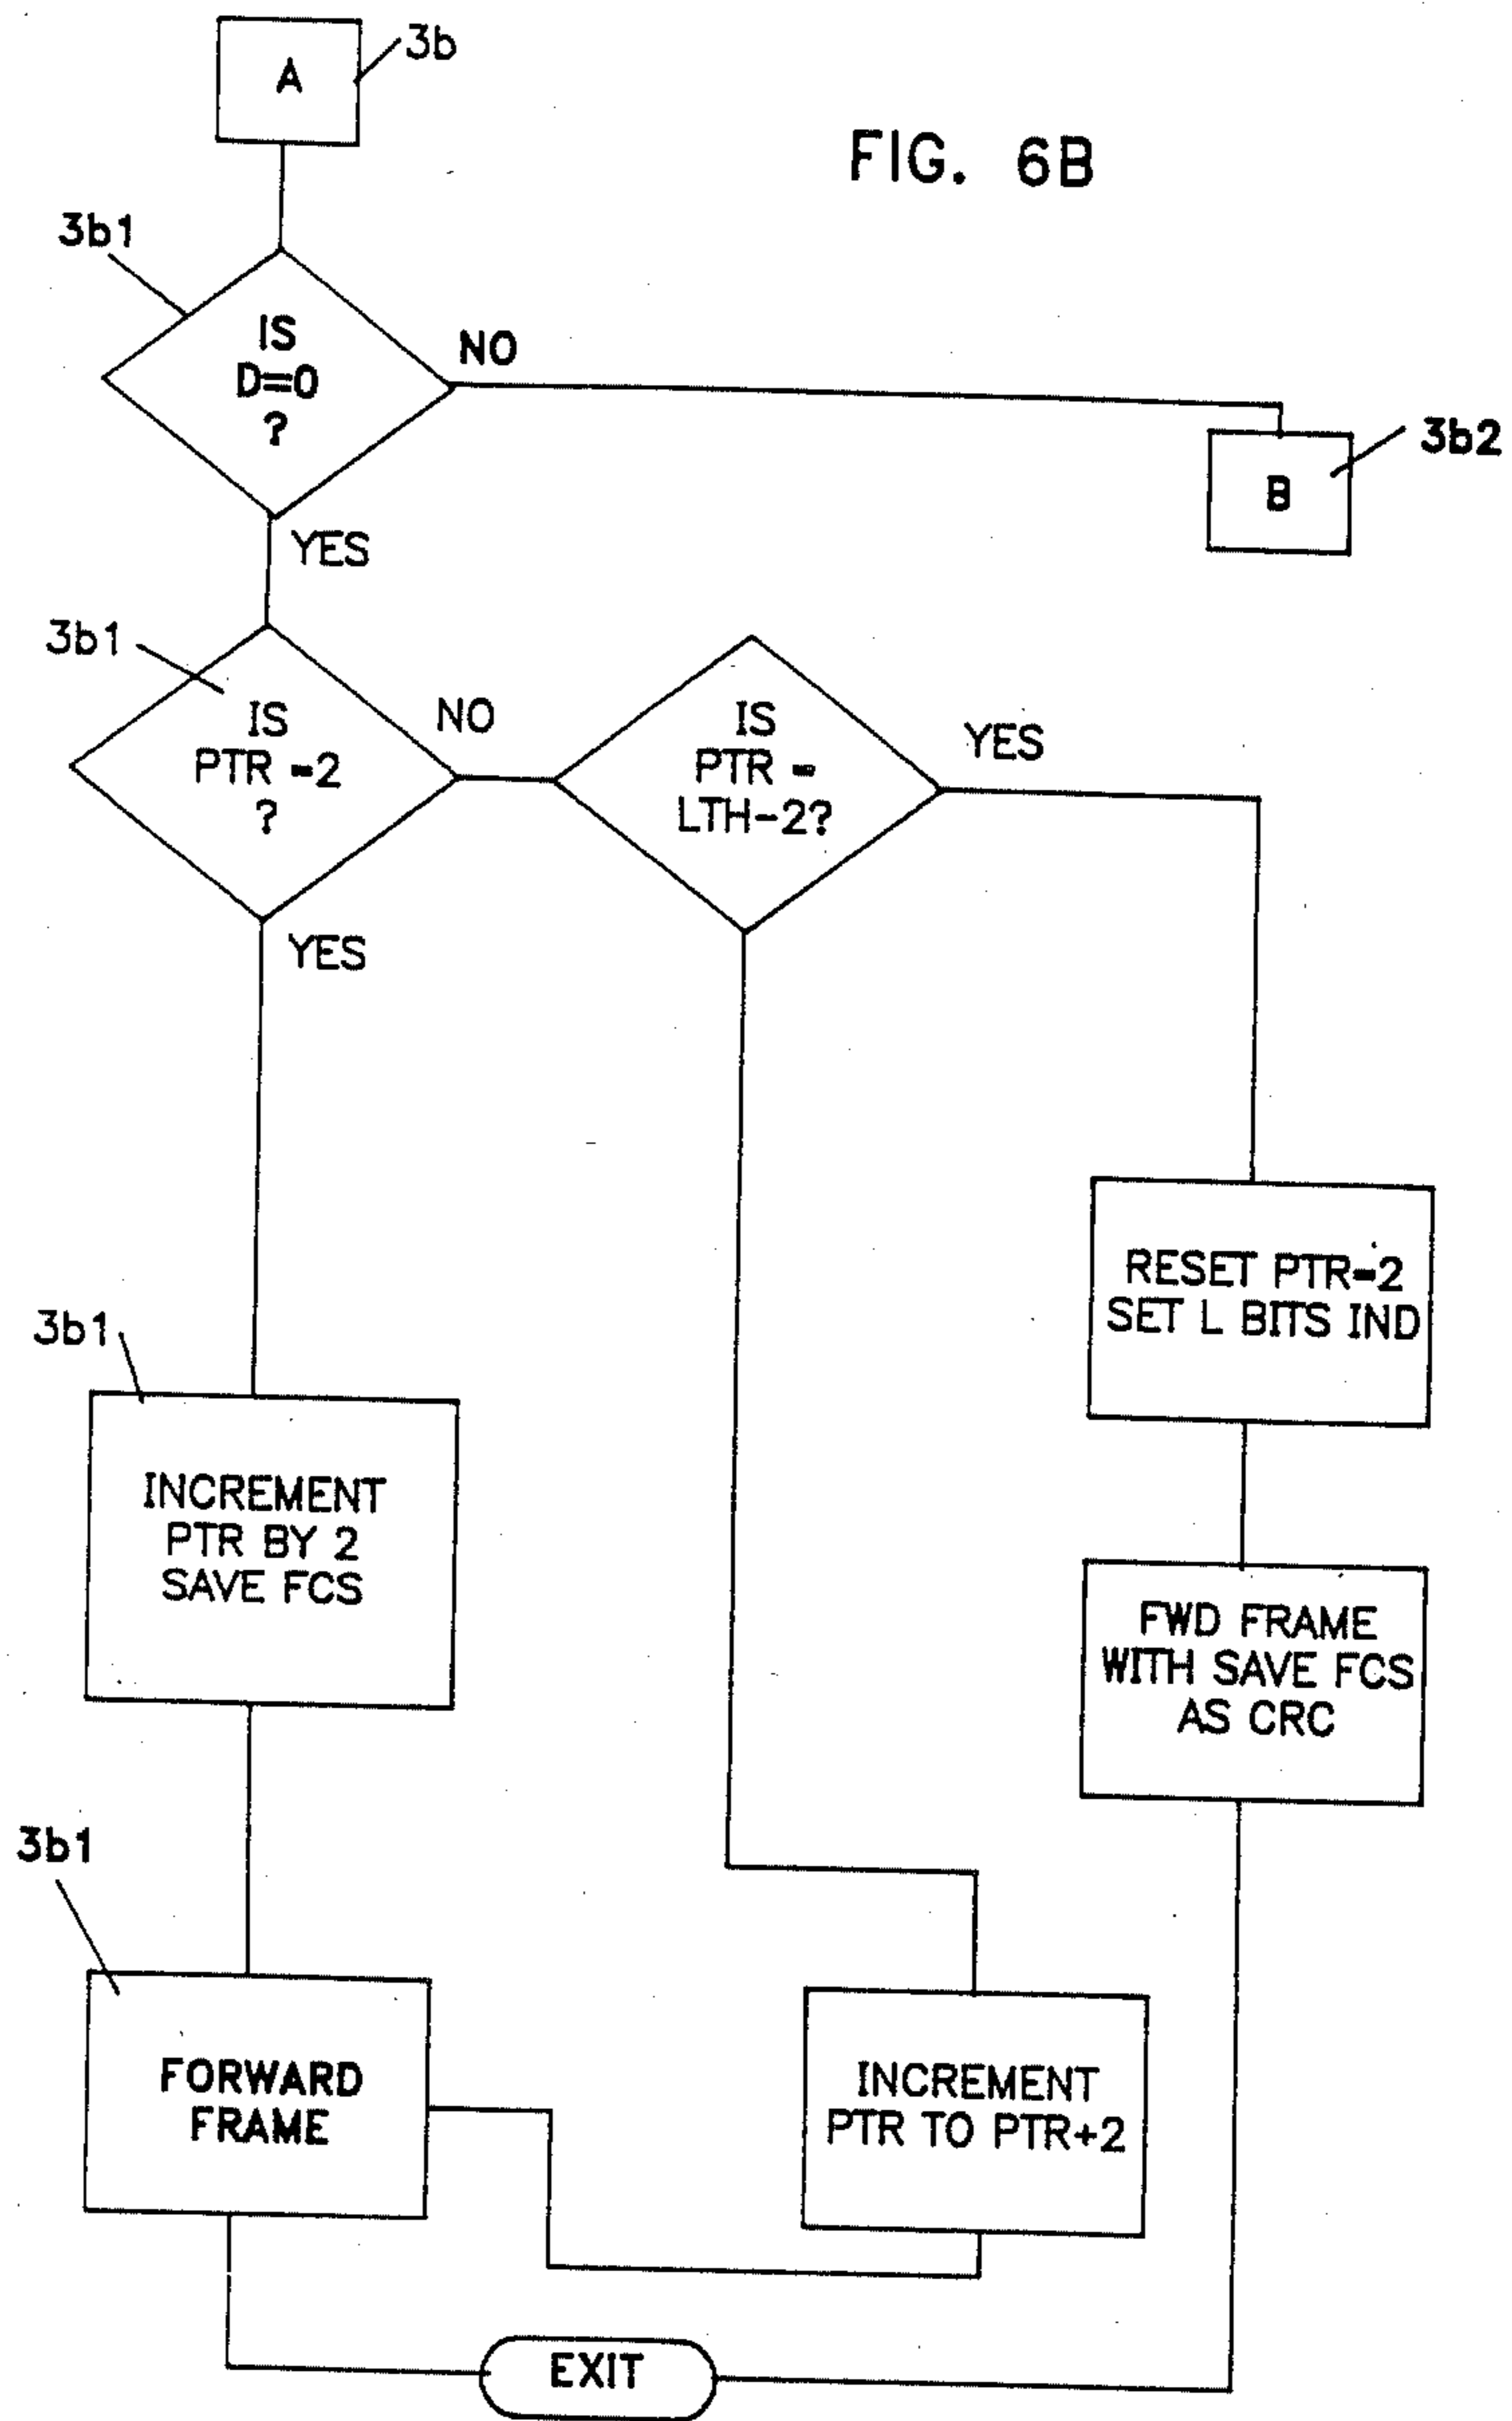 A
3b
FIG. 6B
3b1
IS
D=0
?
NO
3b2
B
YES
3b1
IS
PTR =2
?
NO
IS
PTR =
LTH-2?
YES
YES
RESET PTR=2
SET L BITS IND
3b1
INCREMENT
PTR BY 2
SAVE FCS
FWD FRAME
WITH SAVE FCS
AS CRC
3b1
FORWARD
FRAME
INCREMENT
PTR TO PTR+2
EXIT